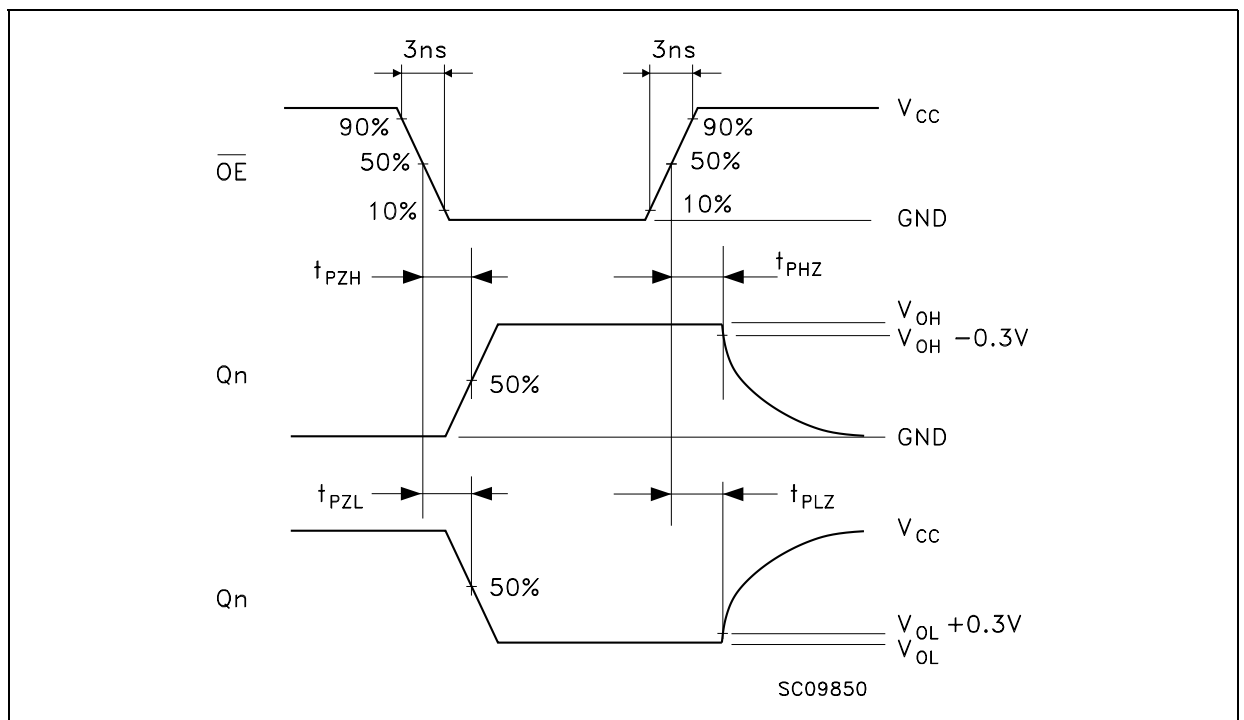 3ns 3ns
V_CC
90% 90%
O̅E̅ 50% 50%
10% 10%
GND
t_PZH t_PHZ
V_OH
V_OH −0.3V
Qn 50%
GND
t_PZL t_PLZ
V_CC
Qn 50%
V_OL +0.3V
V_OL
SC09850